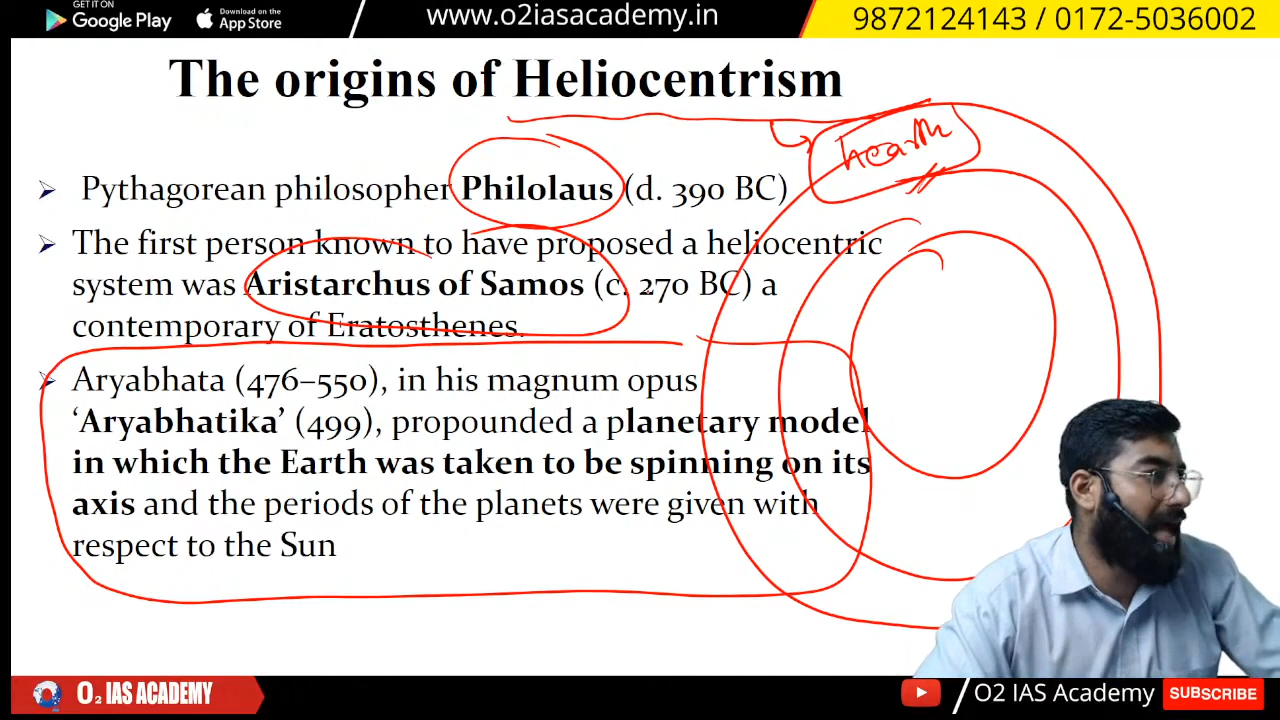 GET IT ON
Google Play
Download on the
App Store
www.o2iasacademy.in
9872124143 / 0172-5036002
The origins of Heliocentrism
hearth
Pythagorean philosopher Philolaus (d. 390 BC)
The first person known to have proposed a heliocentric
system was Aristarchus of Samos (c. 270 BC) a
contemporary of Eratosthenes.
Aryabhata (476–550), in his magnum opus
‘Aryabhatika’ (499), propounded a planetary model
in which the Earth was taken to be spinning on its
axis and the periods of the planets were given with
respect to the Sun
O2 IAS ACADEMY
O2 IAS Academy
SUBSCRIBE